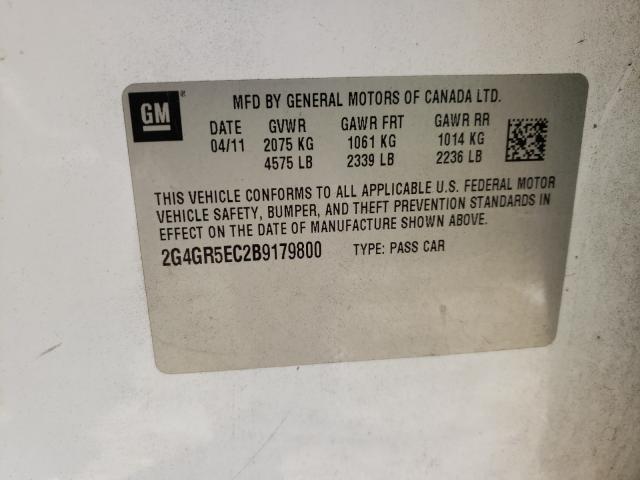 GM
MFD BY GENERAL MOTORS OF CANADA LTD.
DATE GVWR GAWR FRT GAWR RR
04/11 2075 KG 1061 KG 1014 KG
4575 LB 2339 LB 2236 LB
THIS VEHICLE CONFORMS TO ALL APPLICABLE U.S. FEDERAL MOTOR
VEHICLE SAFETY, BUMPER, AND THEFT PREVENTION STANDARDS IN
EFFECT ON THE DATE OF MANUFACTURE SHOWN ABOVE.
2G4GR5EC2B9179800 TYPE: PASS CAR